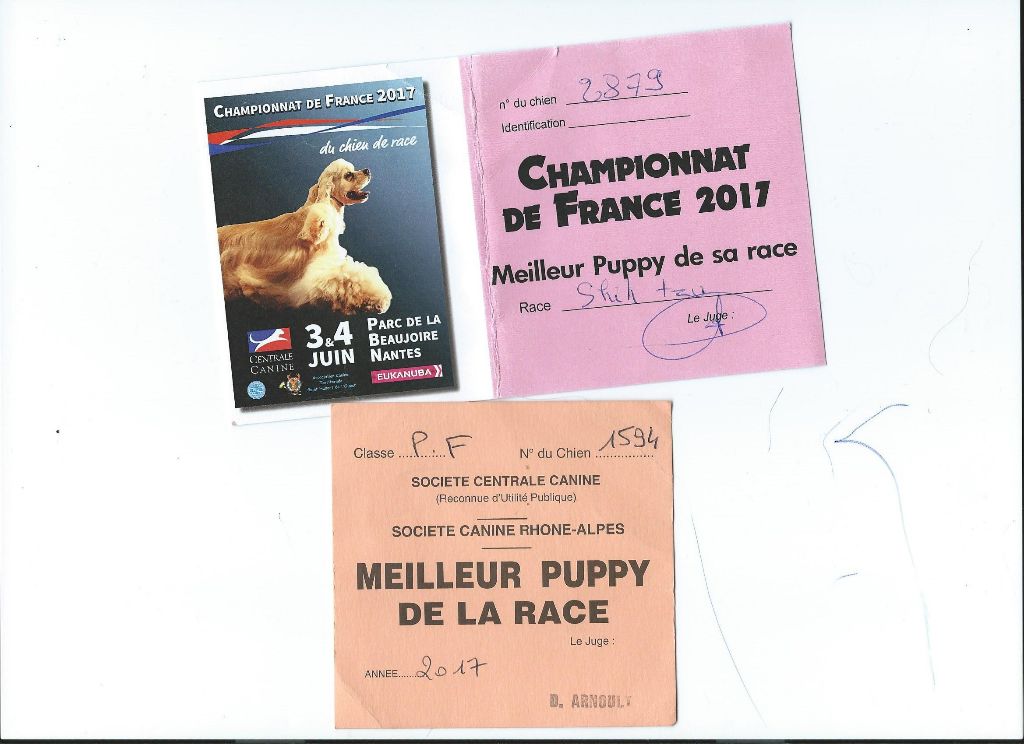 CHAMPIONNAT DE FRANCE 2017
du chien de race
3&4
JUIN
PARC DE LA
BEAUJOIRE
NANTES
CENTRALE
CANINE
EUKANUBA
n° du chien 2879
Identification
CHAMPIONNAT
DE FRANCE 2017
Meilleur Puppy de sa race
Race Shih tzu
Le Juge :
Classe ...P...F N° du Chien 1594
SOCIETE CENTRALE CANINE
(Reconnue d'Utilité Publique)
SOCIETE CANINE RHONE-ALPES
MEILLEUR PUPPY
DE LA RACE
Le Juge :
ANNEE......2017
D. ARNOULT